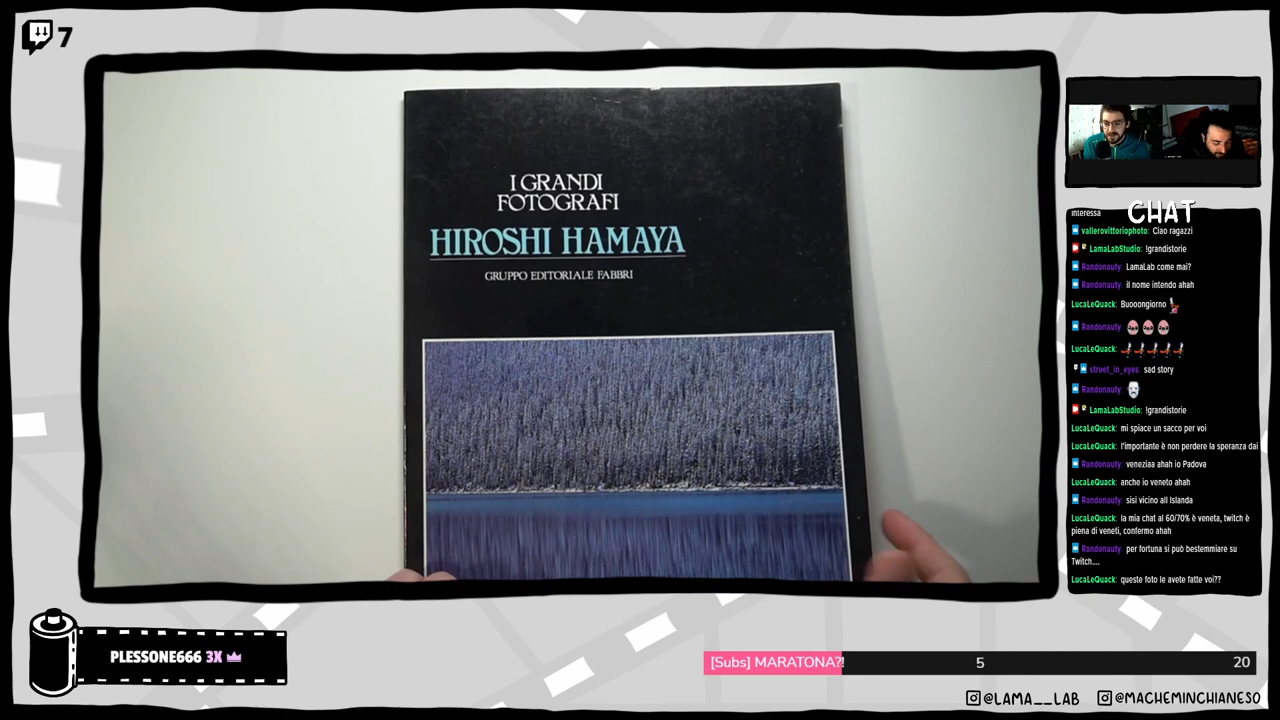 7
I GRANDI
FOTOGRAFI
HIROSHI HAMAYA
GRUPPO EDITORIALE FABBRI
CHAT
interessa
vallerovittoriophoto: Ciao ragazzi
LamaLabStudio: !grandistorie
Randonauty: LamaLab come mai?
Randonauty: il nome intendo ahah
LucaLeQuack: Buooongiorno
Randonauty:
LucaLeQuack:
street_in_eyes: sad story
Randonauty
LamaLabStudio: !grandistorie
LucaLeQuack: mi spiace un sacco per voi
LucaLeQuack: l'importante è non perdere la speranza dai
Randonauty: veneziaa ahah io Padova
LucaLeQuack: anche io veneto ahah
Randonauty: sisi vicino all Islanda
LucaLeQuack: la mia chat al 60/70% è veneta, twitch è
piena di veneti, confermo ahah
Randonauty: per fortuna si può bestemmiare su
Twitch....
LucaLeQuack: queste foto le avete fatte voi??
PLESSONE666 3X
[Subs] MARATONA?! 5 20
@LAMA__LAB @MACHEMINCHIANESO